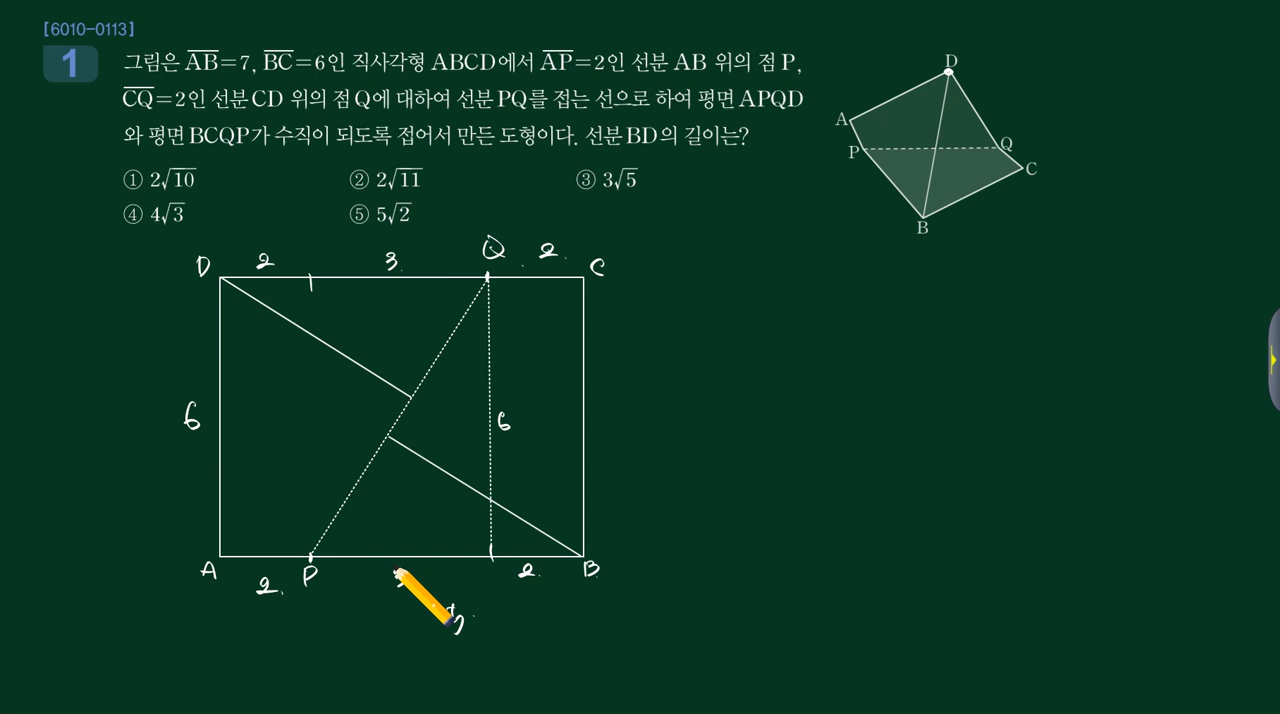 [6010-0113]
1
그림은 AB=7, BC=6인 직사각형 ABCD에서 AP=2인 선분 AB 위의 점 P,
CQ=2인 선분 CD 위의 점 Q에 대하여 선분 PQ를 접는 선으로 하여 평면 APQD
와 평면 BCQP가 수직이 되도록 접어서 만든 도형이다. 선분 BD의 길이는?
① 2√10 ② 2√11 ③ 3√5
④ 4√3 ⑤ 5√2
D
A
P
Q
C
B
D 2 3 Q 2 C
6 6
A 2 P 2 B